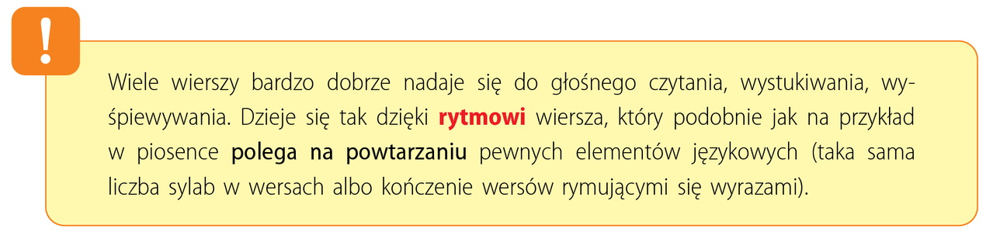 !
Wiele wierszy bardzo dobrze nadaje się do głośnego czytania, wystukiwania, wy-
śpiewywania. Dzieje się tak dzięki rytmowi wiersza, który podobnie jak na przykład
w piosence polega na powtarzaniu pewnych elementów językowych (taka sama
liczba sylab w wersach albo kończenie wersów rymującymi się wyrazami).